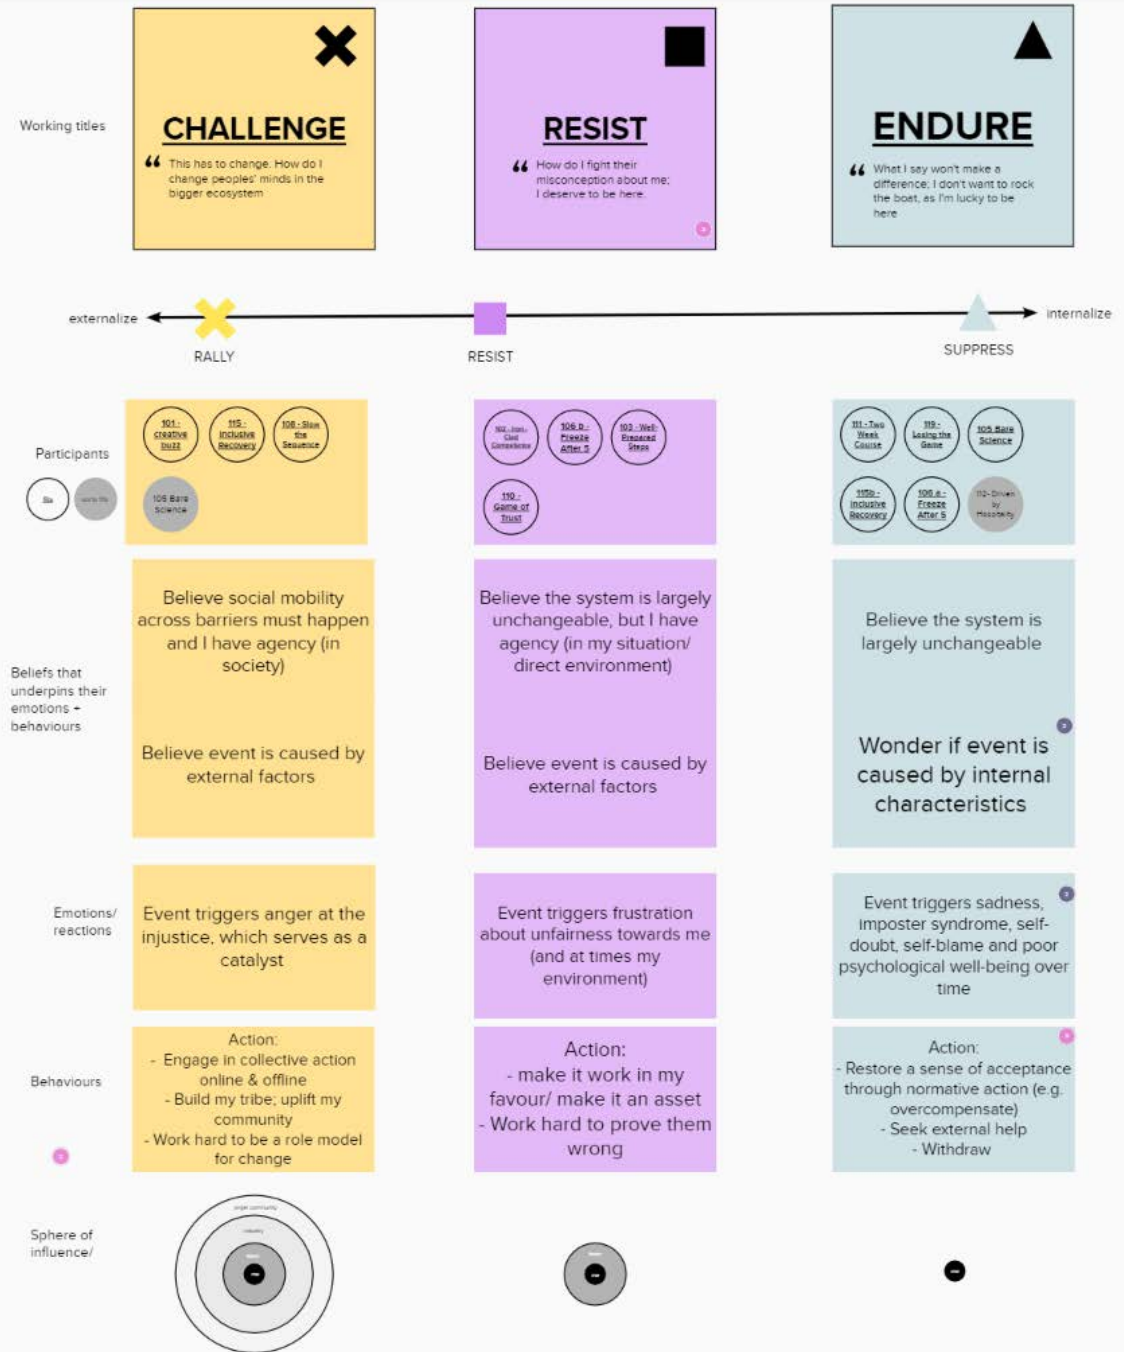 Working titles
CHALLENGE
“ This has to change. How do I
change peoples' minds in the
bigger ecosystem
RESIST
“ How do I fight their
misconception about me;
I deserve to be here.
ENDURE
“ What I say won't make a
difference; I don't want to rock
the boat, as I'm lucky to be
here
externalize
internalize
RALLY
RESIST
SUPPRESS
Participants
101 -
creative
buzz
115 -
Inclusive
Recovery
108 - Slow
the
Sequence
105 Bare
Science
102 - Iron-
Clad
Competence
106 b -
Freeze
After 5
103 - Well-
Prepared
Steps
110 -
Game of
Trust
111 - Two
Week
Course
119 -
Losing the
Game
105 Bare
Science
115b -
Inclusive
Recovery
106 a -
Freeze
After 5
112 - Driven
by
Hospitality
Beliefs that
underpins their
emotions +
behaviours
Believe social mobility
across barriers must happen
and I have agency (in
society)
Believe event is caused by
external factors
Believe the system is largely
unchangeable, but I have
agency (in my situation/
direct environment)
Believe event is caused by
external factors
Believe the system is
largely unchangeable
Wonder if event is
caused by internal
characteristics
Emotions/
reactions
Event triggers anger at the
injustice, which serves as a
catalyst
Event triggers frustration
about unfairness towards me
(and at times my
environment)
Event triggers sadness,
imposter syndrome, self-
doubt, self-blame and poor
psychological well-being over
time
Behaviours
Action:
- Engage in collective action
online & offline
- Build my tribe; uplift my
community
- Work hard to be a role model
for change
Action:
- make it work in my
favour/ make it an asset
- Work hard to prove them
wrong
Action:
- Restore a sense of acceptance
through normative action (e.g.
overcompensate)
- Seek external help
- Withdraw
Sphere of
influence/
community
industry